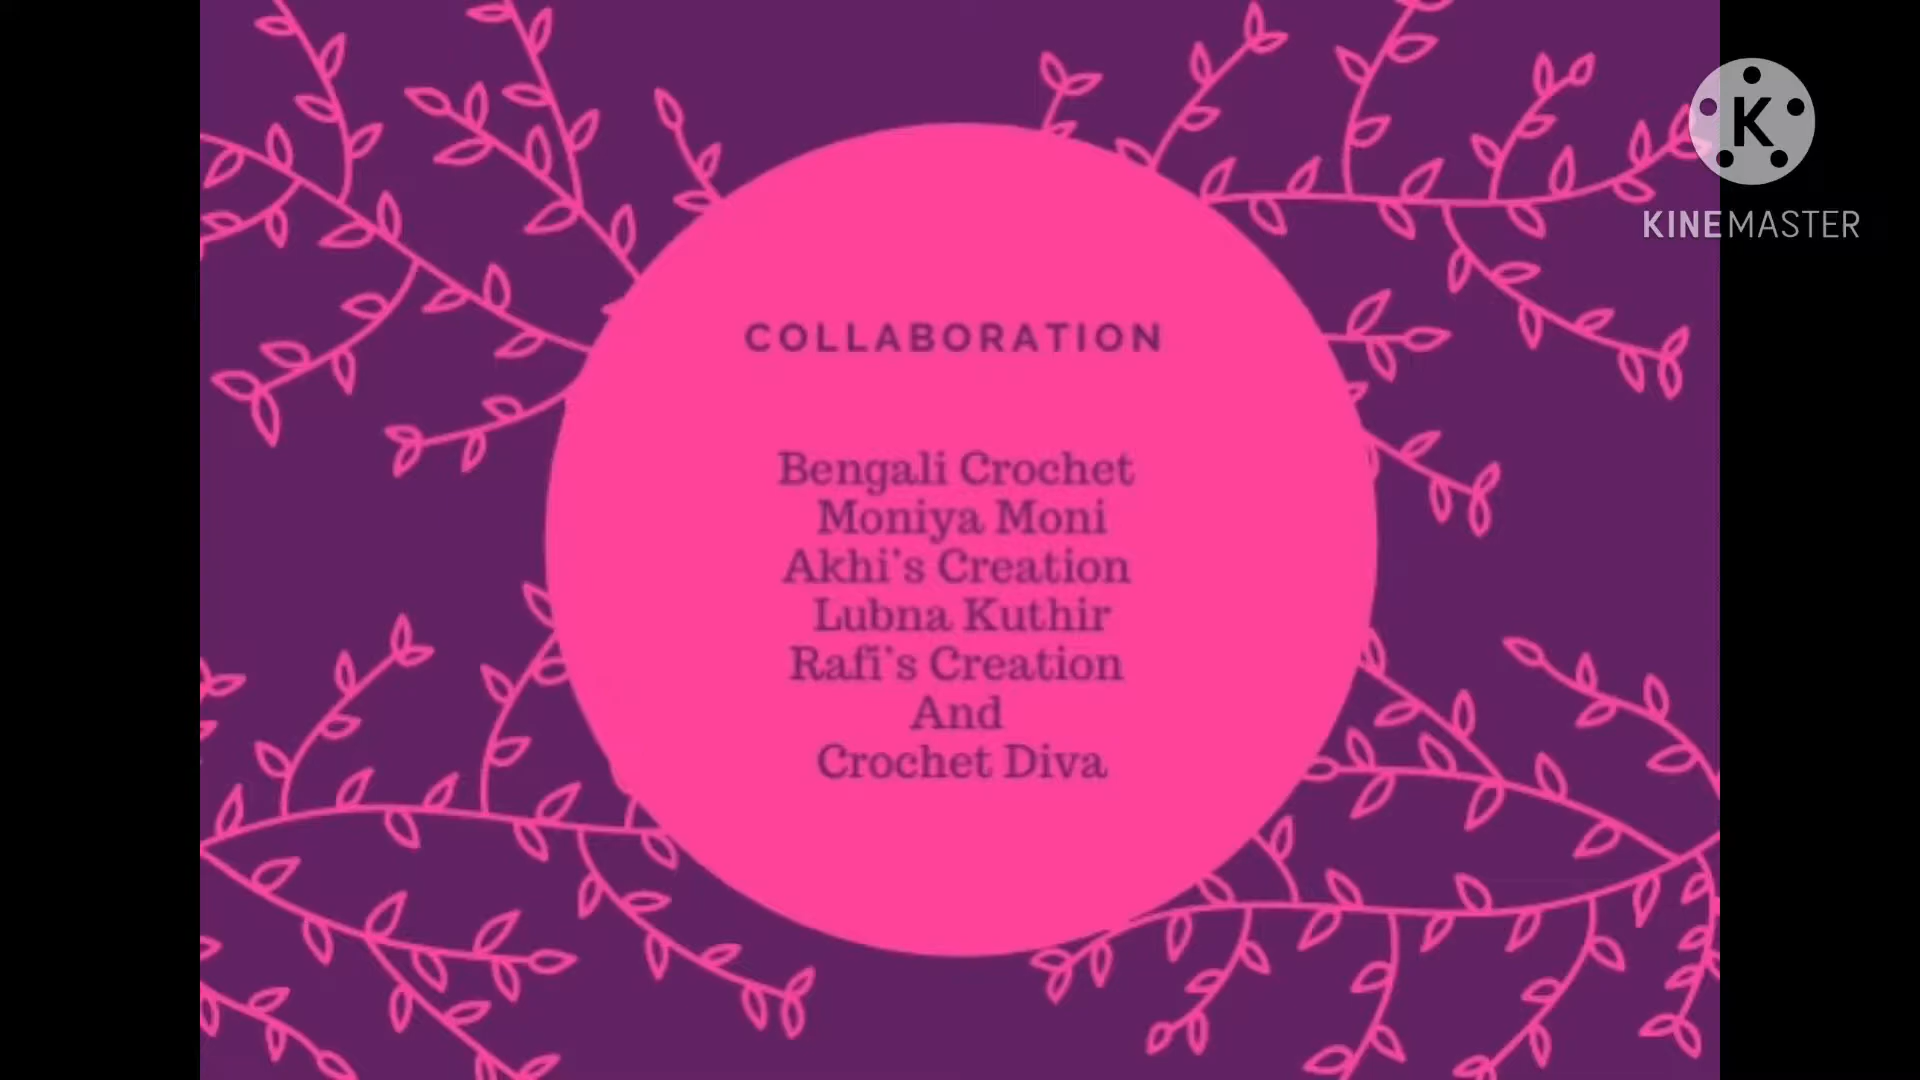 K
KINEMASTER
COLLABORATION
Bengali Crochet
Moniya Moni
Akhi's Creation
Lubna Kuthir
Rafi's Creation
And
Crochet Diva